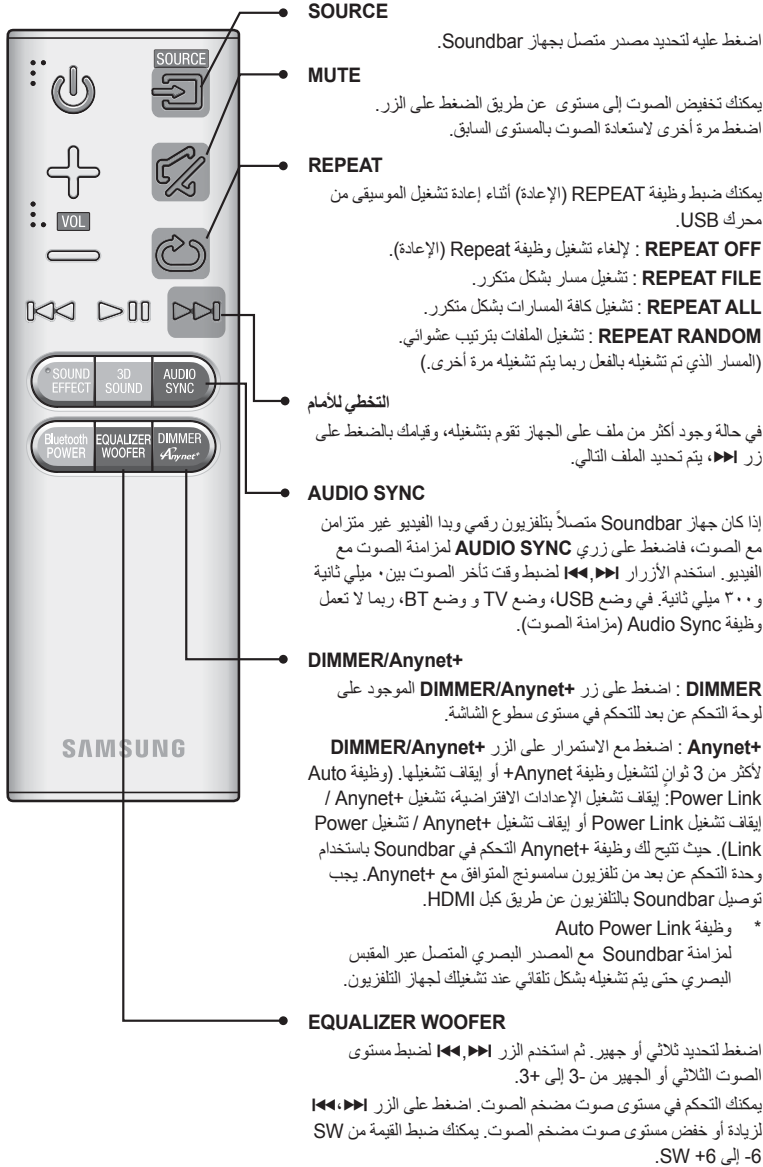 SOURCE
VOL
SOUND
EFFECT
3D
SOUND
AUDIO
SYNC
Bluetooth
POWER
EQUALIZER
WOOFER
DIMMER
Anynet+
SAMSUNG
SOURCE
اضغط عليه لتحديد مصدر متصل بجهاز Soundbar.
MUTE
يمكنك تخفيض الصوت إلى مستوى عن طريق الضغط على الزر.
اضغط مرة أخرى لاستعادة الصوت بالمستوى السابق.
REPEAT
يمكنك ضبط وظيفة REPEAT (الإعادة) أثناء إعادة تشغيل الموسيقى من
محرك USB.
REPEAT OFF : لإلغاء تشغيل وظيفة Repeat (الإعادة).
REPEAT FILE : تشغيل مسار بشكل متكرر.
REPEAT ALL : تشغيل كافة المسارات بشكل متكرر.
REPEAT RANDOM : تشغيل الملفات بترتيب عشوائي.
(المسار الذي تم تشغيله بالفعل ربما يتم تشغيله مرة أخرى.)
التخطي للأمام
في حالة وجود أكثر من ملف على الجهاز تقوم بتشغيله، وقيامك بالضغط على
زر ⏭، يتم تحديد الملف التالي.
AUDIO SYNC
إذا كان جهاز Soundbar متصلاً بتلفزيون رقمي وبدا الفيديو غير متزامن
مع الصوت، فاضغط على زري AUDIO SYNC لمزامنة الصوت مع
الفيديو. استخدم الأزرار ⏮,⏭ لضبط وقت تأخر الصوت بين٠ ميلي ثانية
و٣٠٠ ميلي ثانية. في وضع USB، وضع TV و وضع BT، ربما لا تعمل
وظيفة Audio Sync (مزامنة الصوت).
DIMMER/Anynet+
DIMMER : اضغط على زر DIMMER/Anynet+ الموجود على
لوحة التحكم عن بعد للتحكم في مستوى سطوع الشاشة.
Anynet+ : اضغط مع الاستمرار على الزر DIMMER/Anynet+
لأكثر من 3 ثوانٍ لتشغيل وظيفة Anynet+ أو إيقاف تشغيلها. (وظيفة Auto
Power Link: إيقاف تشغيل الإعدادات الافتراضية، تشغيل Anynet+ /
إيقاف تشغيل Power Link أو إيقاف تشغيل Anynet+ / تشغيل Power
Link). حيث تتيح لك وظيفة Anynet+ التحكم في Soundbar باستخدام
وحدة التحكم عن بعد من تلفزيون سامسونج المتوافق مع Anynet+. يجب
توصيل Soundbar بالتلفزيون عن طريق كبل HDMI.
* وظيفة Auto Power Link
لمزامنة Soundbar مع المصدر البصري المتصل عبر المقبس
البصري حتى يتم تشغيله بشكل تلقائي عند تشغيلك لجهاز التلفزيون.
EQUALIZER WOOFER
اضغط لتحديد ثلاثي أو جهير. ثم استخدم الزر ⏮,⏭ لضبط مستوى
الصوت الثلاثي أو الجهير من -3 إلى +3.
يمكنك التحكم في مستوى صوت مضخم الصوت. اضغط على الزر ⏮،⏭
لزيادة أو خفض مستوى صوت مضخم الصوت. يمكنك ضبط القيمة من SW
-6 إلى SW +6.